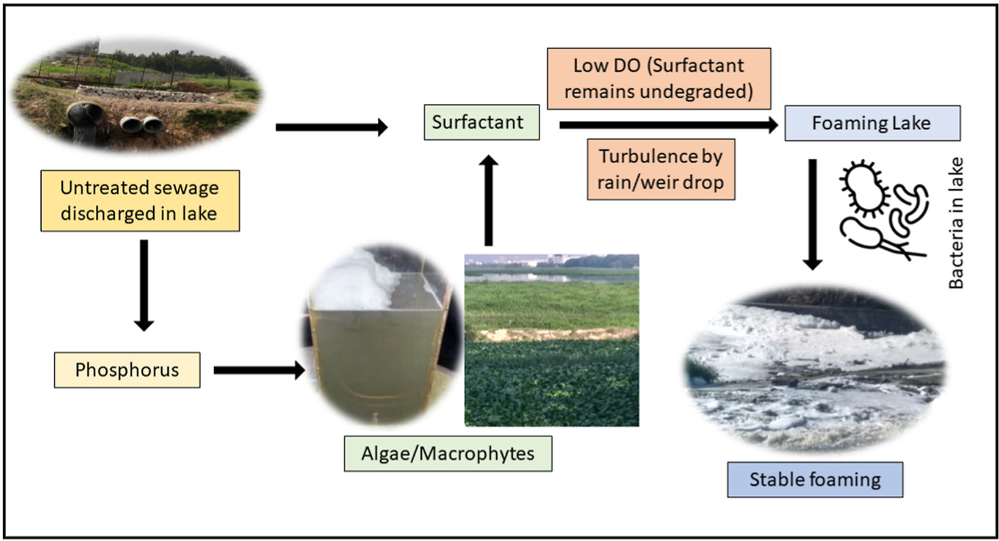 Untreated sewage
discharged in lake
Phosphorus
Algae/Macrophytes
Surfactant
Low DO (Surfactant
remains undegraded)
Turbulence by
rain/weir drop
Foaming Lake
Bacteria in lake
Stable foaming